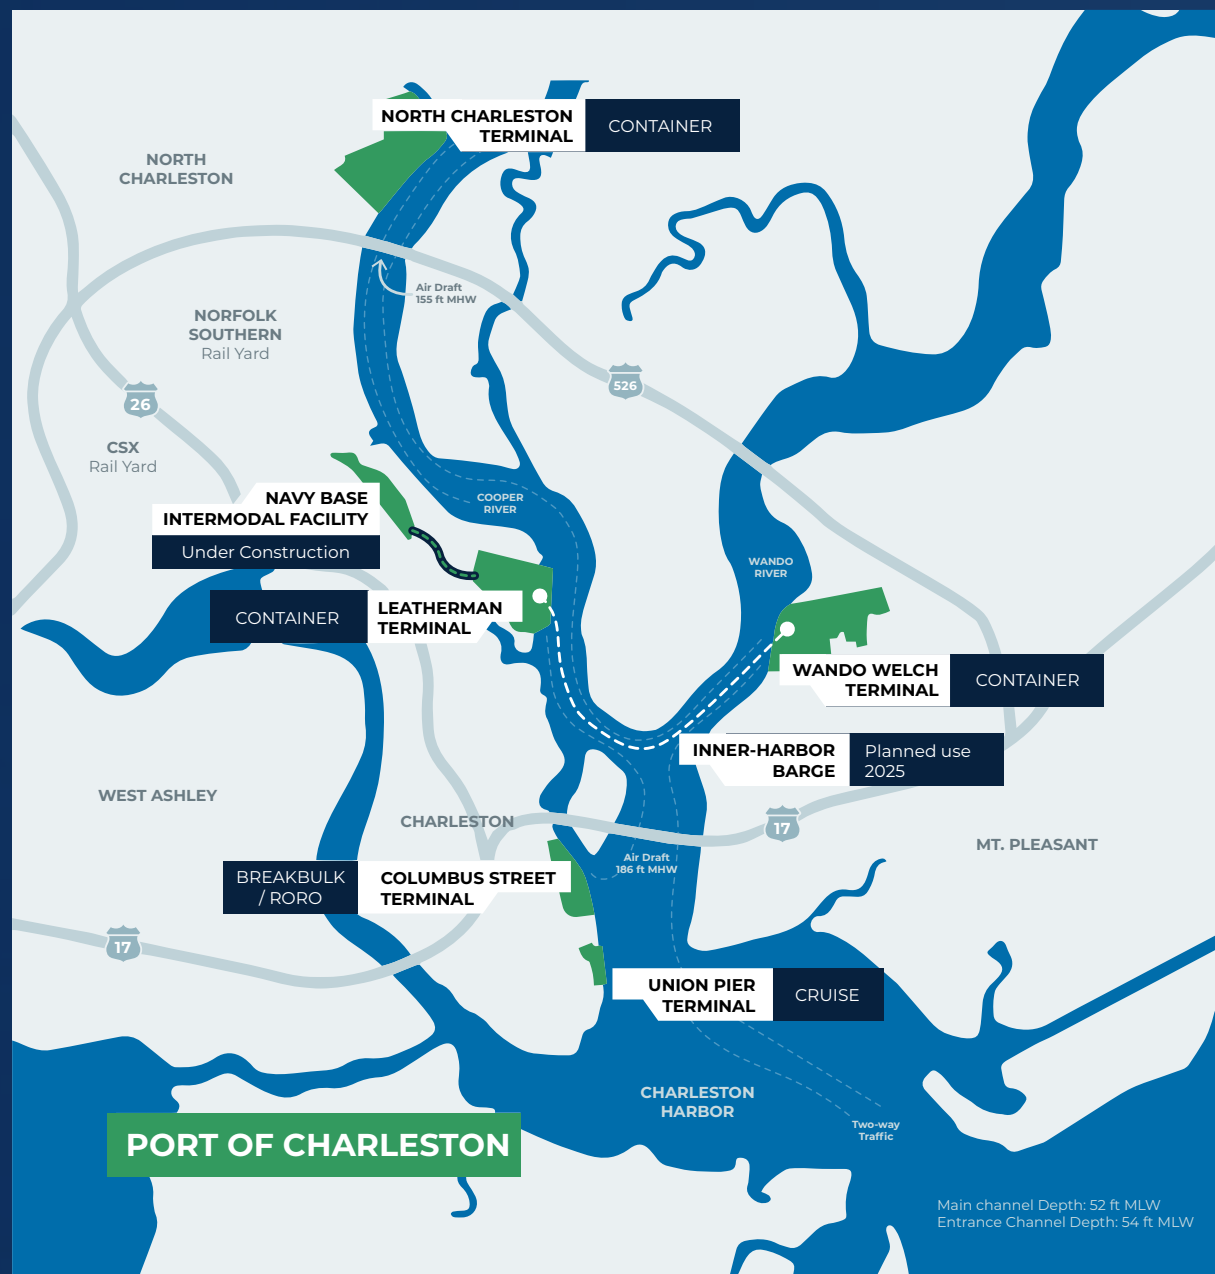 NORTH CHARLESTON
TERMINAL
CONTAINER
NORTH
CHARLESTON
Air Draft
155 ft MHW
NORFOLK
SOUTHERN
Rail Yard
526
26
CSX
Rail Yard
NAVY BASE
INTERMODAL FACILITY
Under Construction
COOPER
RIVER
WANDO
RIVER
CONTAINER
LEATHERMAN
TERMINAL
WANDO WELCH
TERMINAL
CONTAINER
INNER-HARBOR
BARGE
Planned use
2025
WEST ASHLEY
CHARLESTON
17
MT. PLEASANT
Air Draft
186 ft MHW
BREAKBULK
/ RORO
COLUMBUS STREET
TERMINAL
17
UNION PIER
TERMINAL
CRUISE
CHARLESTON
HARBOR
Two-way
Traffic
PORT OF CHARLESTON
Main channel Depth: 52 ft MLW
Entrance Channel Depth: 54 ft MLW